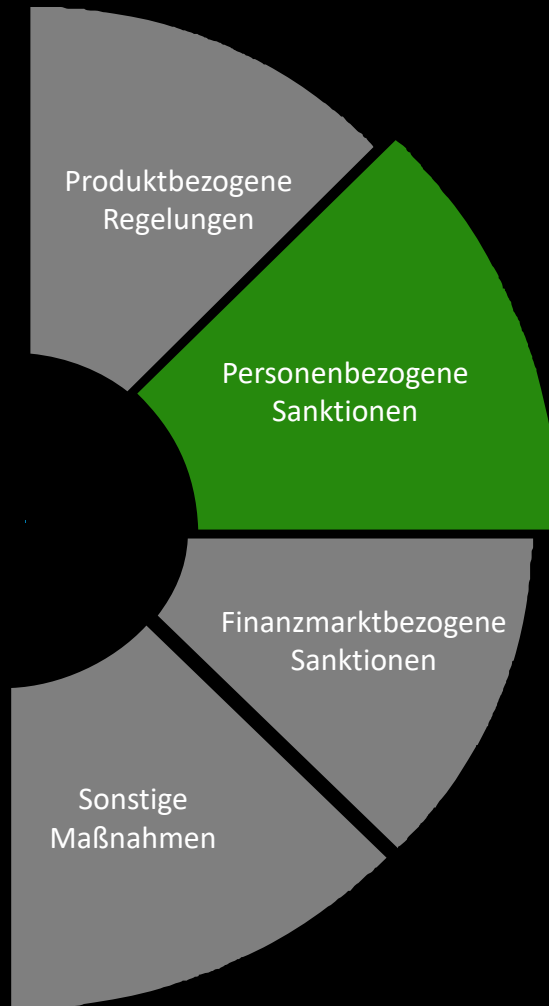 Produktbezogene
Regelungen
Personenbezogene
Sanktionen
Finanzmarktbezogene
Sanktionen
Sonstige
Maßnahmen